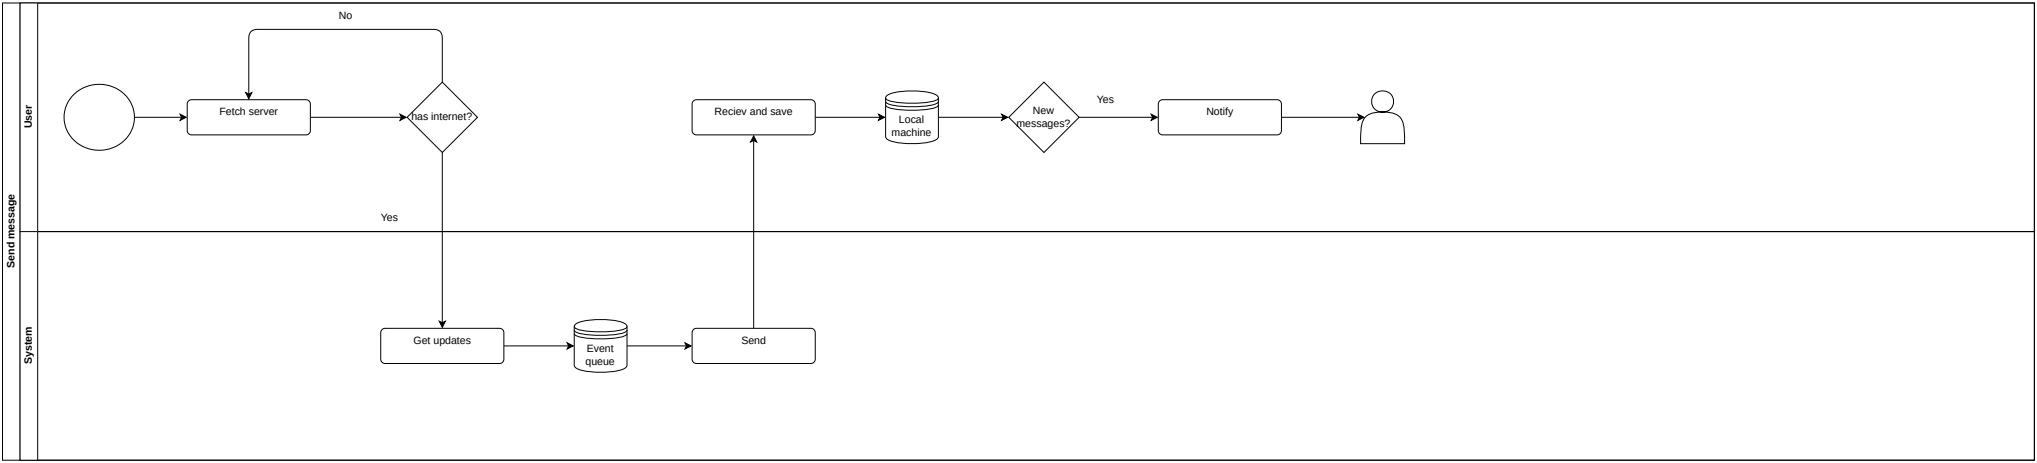 Send message
User
No
Fetch server
has internet?
Yes
Reciev and save
Local
machine
New
messages?
Yes
Notify
System
Get updates
Event
queue
Send